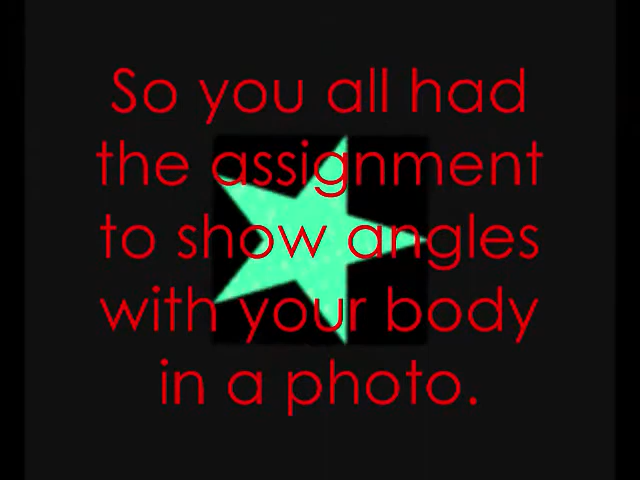 So you all had
the assignment
to show angles
with your body
in a photo.